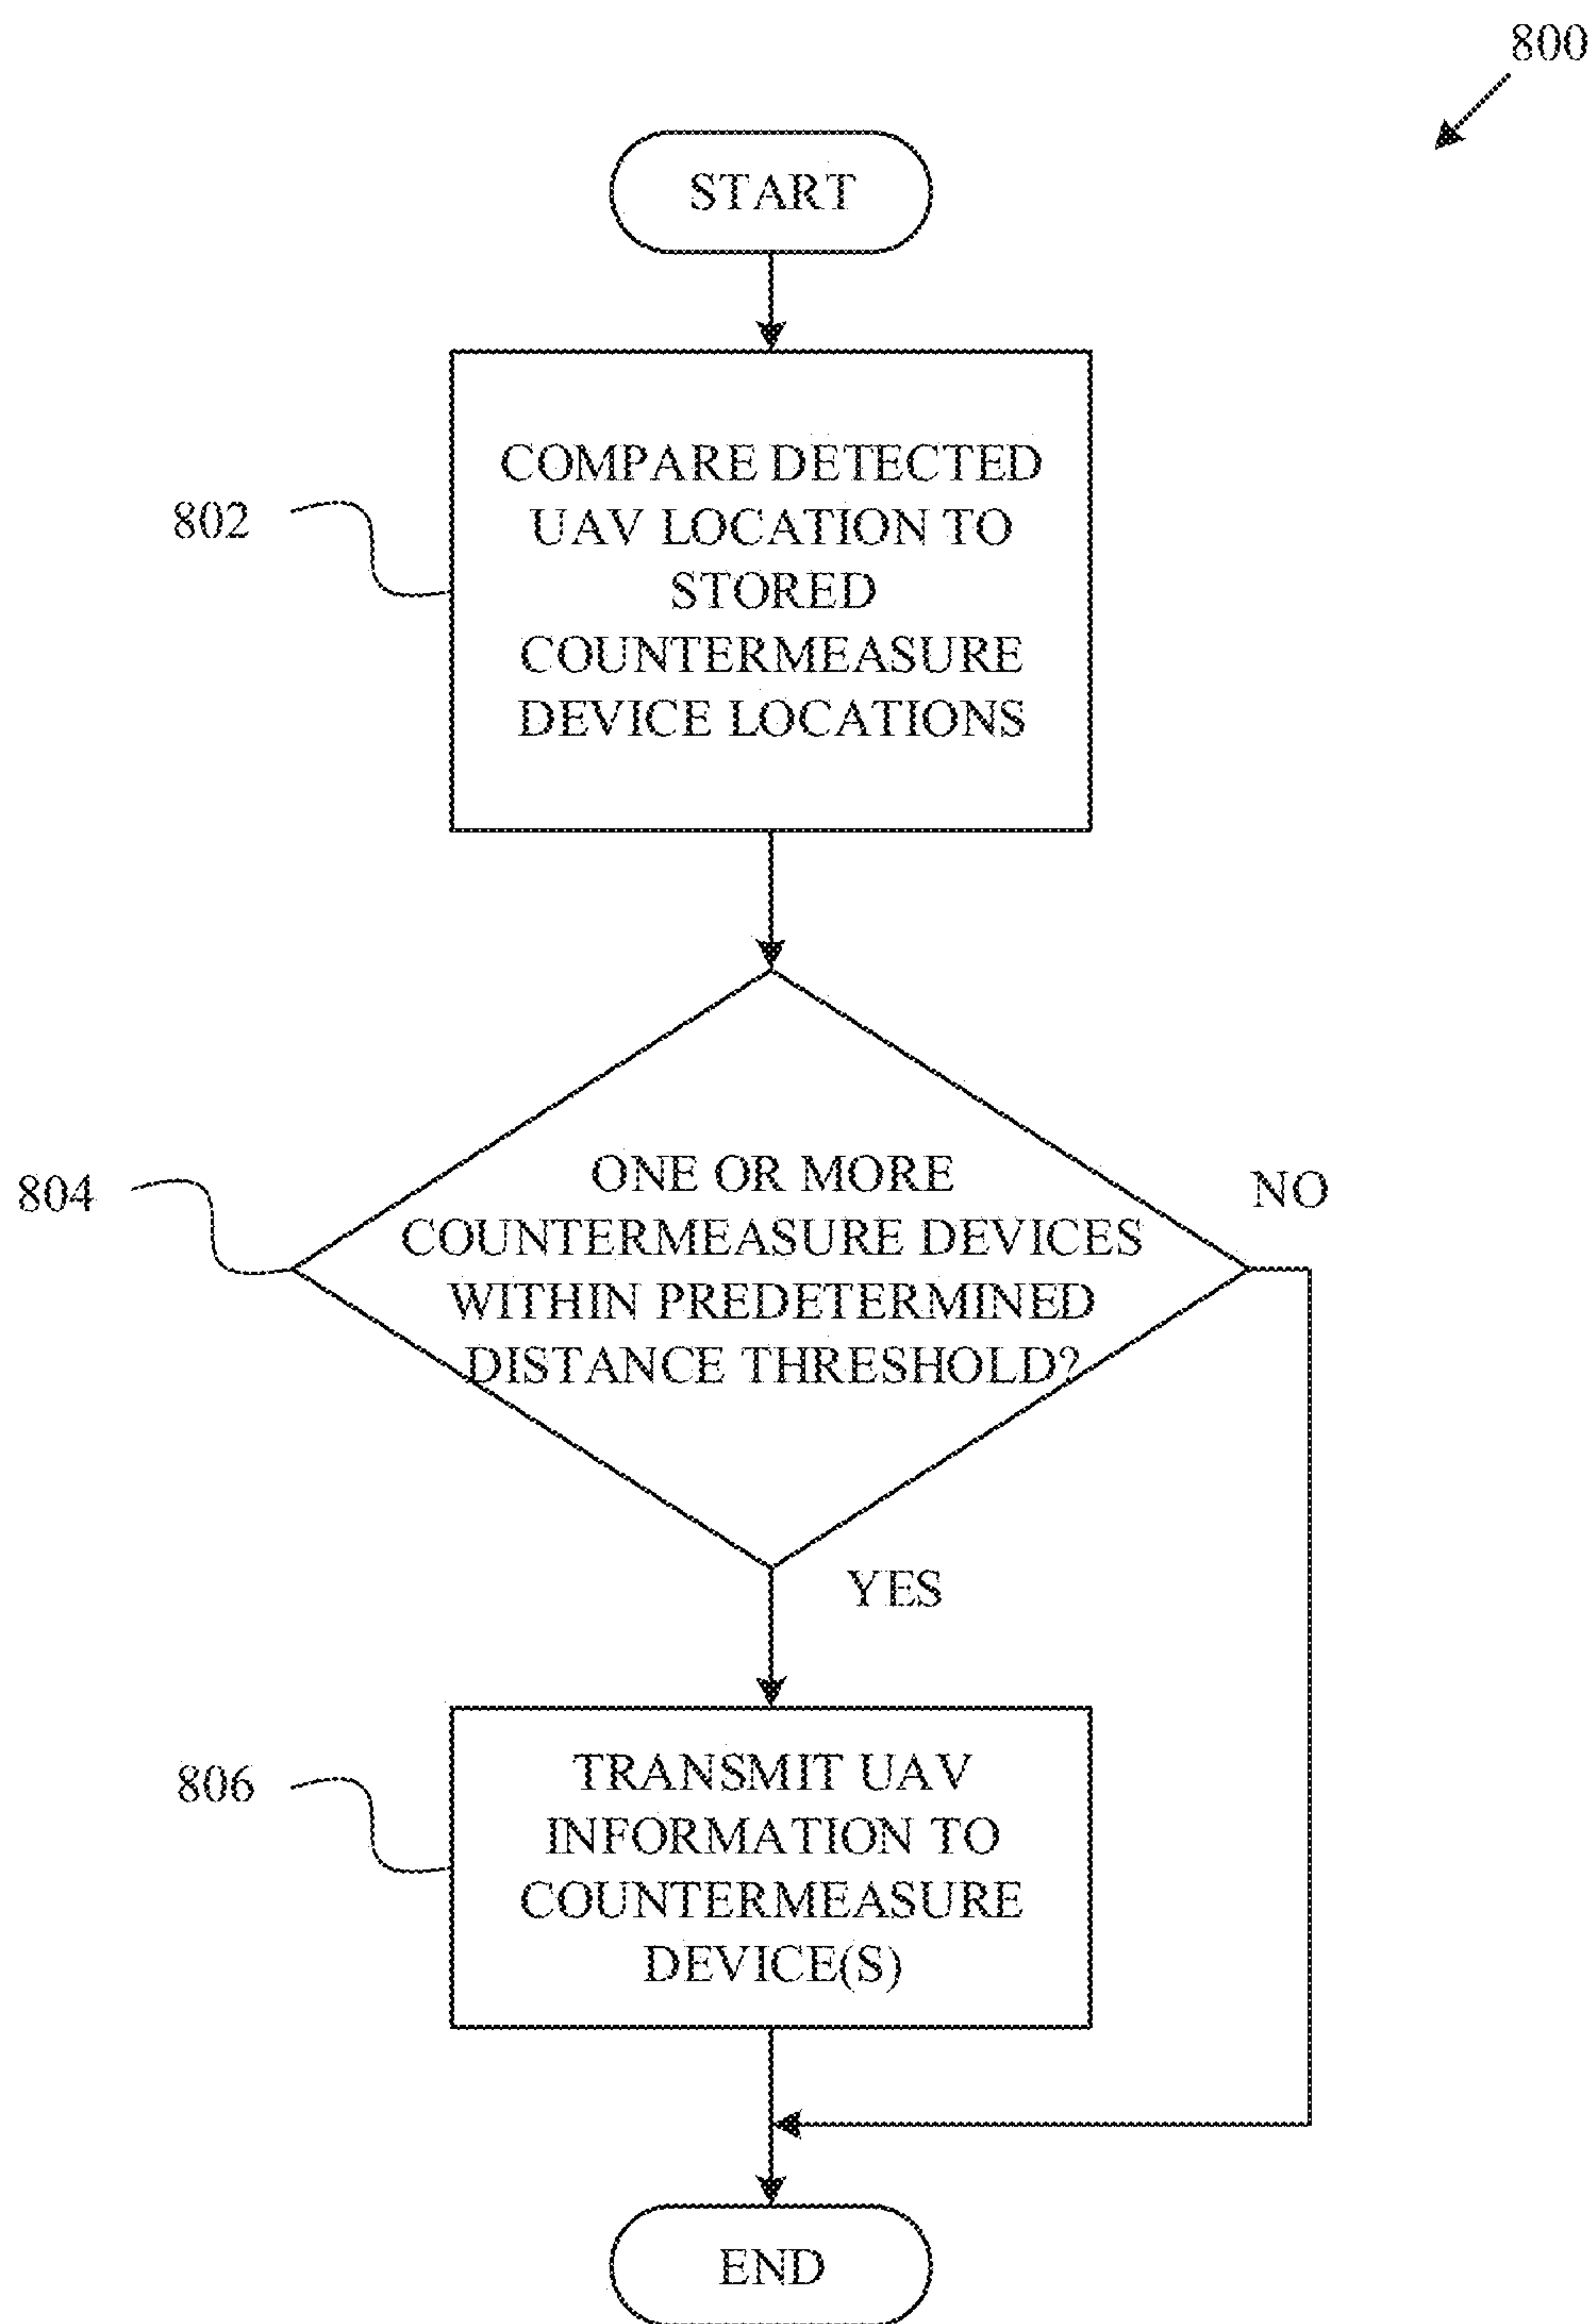 800
START
COMPARE DETECTED
UAV LOCATION TO
802
STORED
COUNTERMEASURE
DEVICE LOCATIONS
ONE OR MORE
804
NO
COUNTERMEASURE DEVICES
WITHIN PREDETERMINED
DISTANCE THRESHOLD?
YES
TRANSMIT UAV
806
INFORMATION TO
COUNTERMEASURE
DEVICE(S)
END